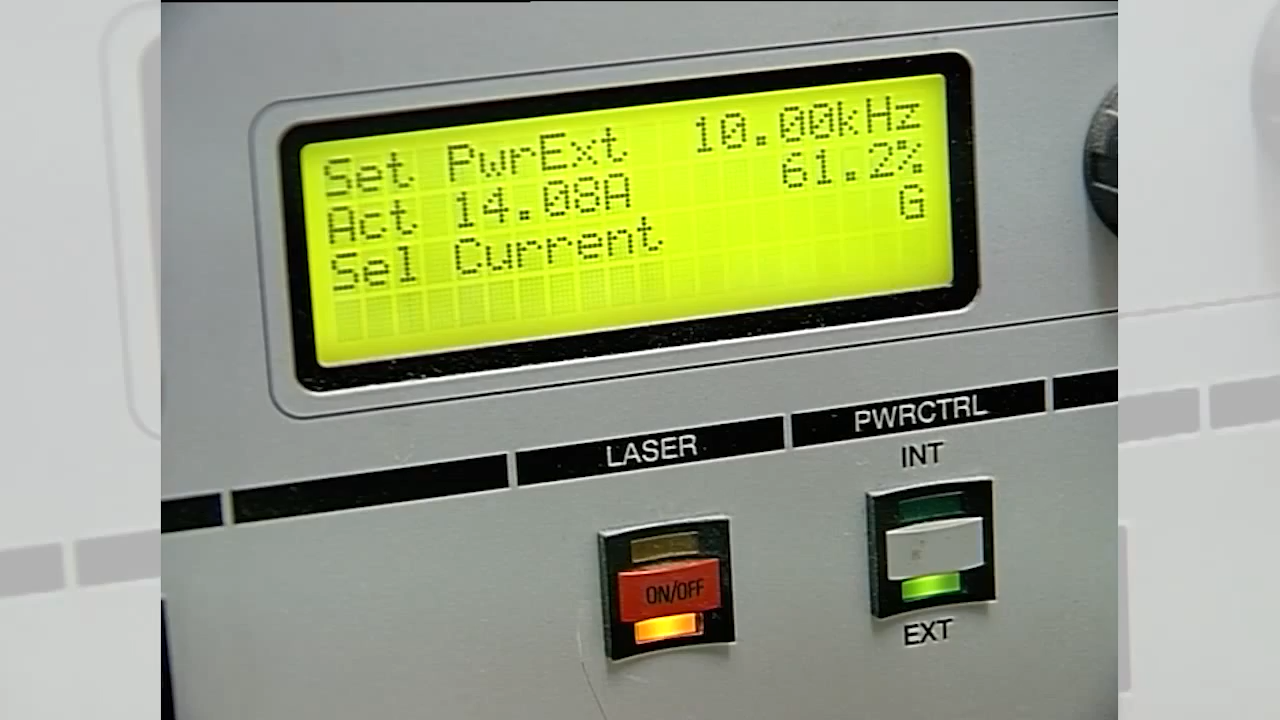 Set PwrExt 10.00kHz
Act 14.08A 61.2%
Sel Current G
LASER
PWRCTRL
INT
ON/OFF
EXT